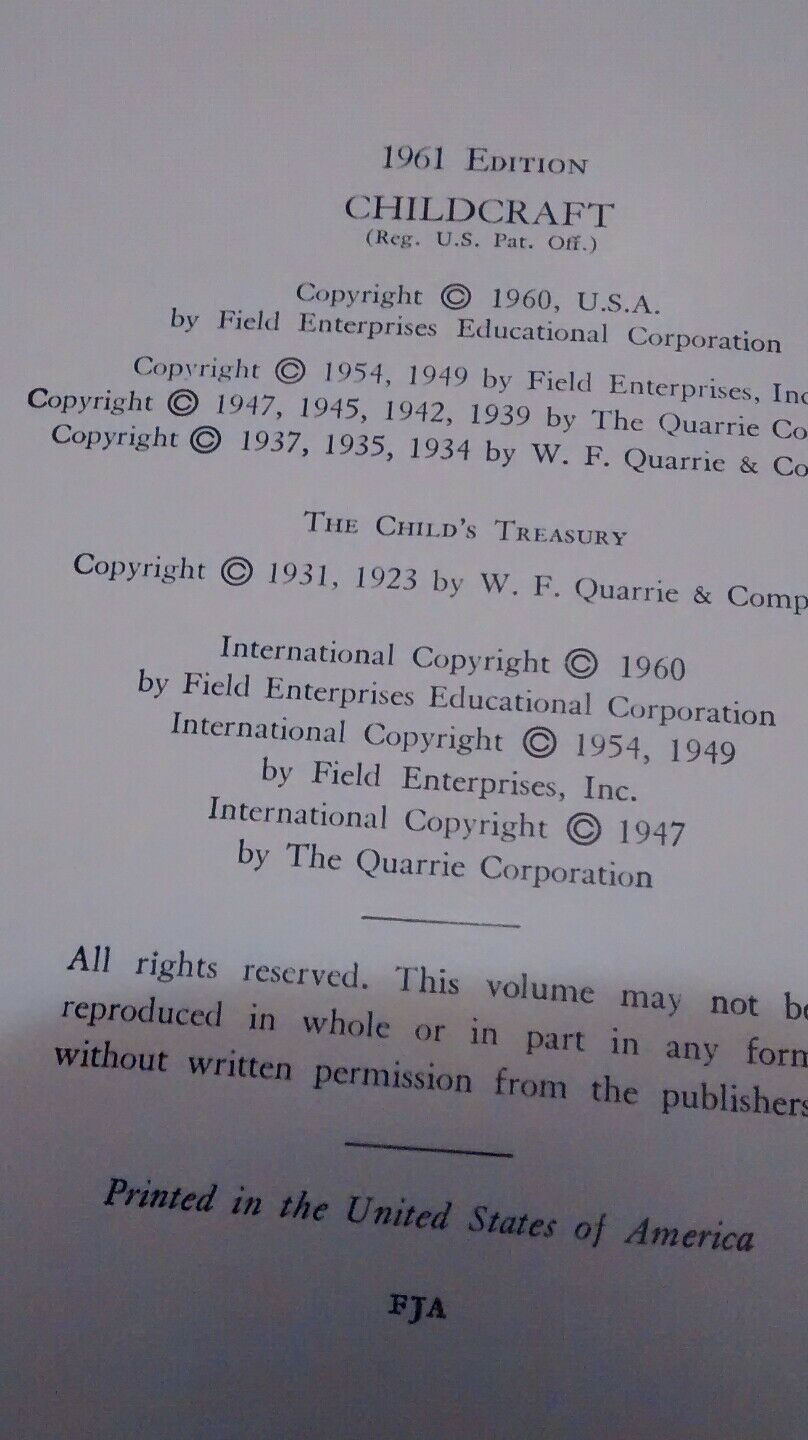 1961 EDITION
CHILDCRAFT
(Reg. U.S. Pat. Off.)
Copyright © 1960, U.S.A.
by Field Enterprises Educational Corporation
Copyright © 1954, 1949 by Field Enterprises, Inc
Copyright © 1947, 1945, 1942, 1939 by The Quarrie Co
Copyright © 1937, 1935, 1934 by W. F. Quarrie & Co
THE CHILD'S TREASURY
Copyright © 1931, 1923 by W. F. Quarrie & Comp
International Copyright © 1960
by Field Enterprises Educational Corporation
International Copyright © 1954, 1949
by Field Enterprises, Inc.
International Copyright © 1947
by The Quarrie Corporation
All rights reserved. This volume may not be
reproduced in whole or in part in any form
without written permission from the publishers
Printed in the United States of America
FJA